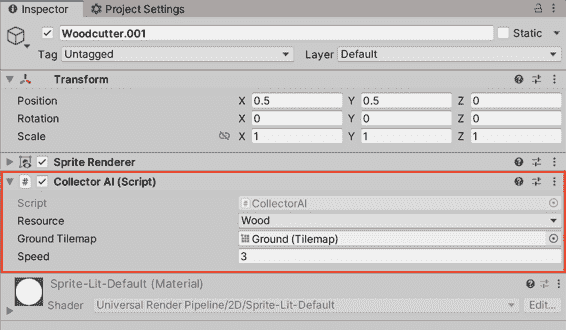 Inspector Project Settings
Woodcutter.001 Static
Tag Untagged Layer Default
Transform
Position X 0.5 Y 0.5 Z 0
Rotation X 0 Y 0 Z 0
Scale X 1 Y 1 Z 1
Sprite Renderer
# Collector AI (Script)
Script # CollectorAI
Resource Wood
Ground Tilemap Ground (Tilemap)
Speed 3
Sprite-Lit-Default (Material)
Shader Universal Render Pipeline/2D/Sprite-Lit-Default Edit...